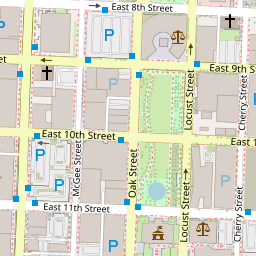 East 8th Street
East 9th S
East 10th Street
East 1
East 11th Street
McGee Street
Oak Street
Locust Street
Locust Street
Cherry Street
Cherry Street
P
P
P
P
P
P